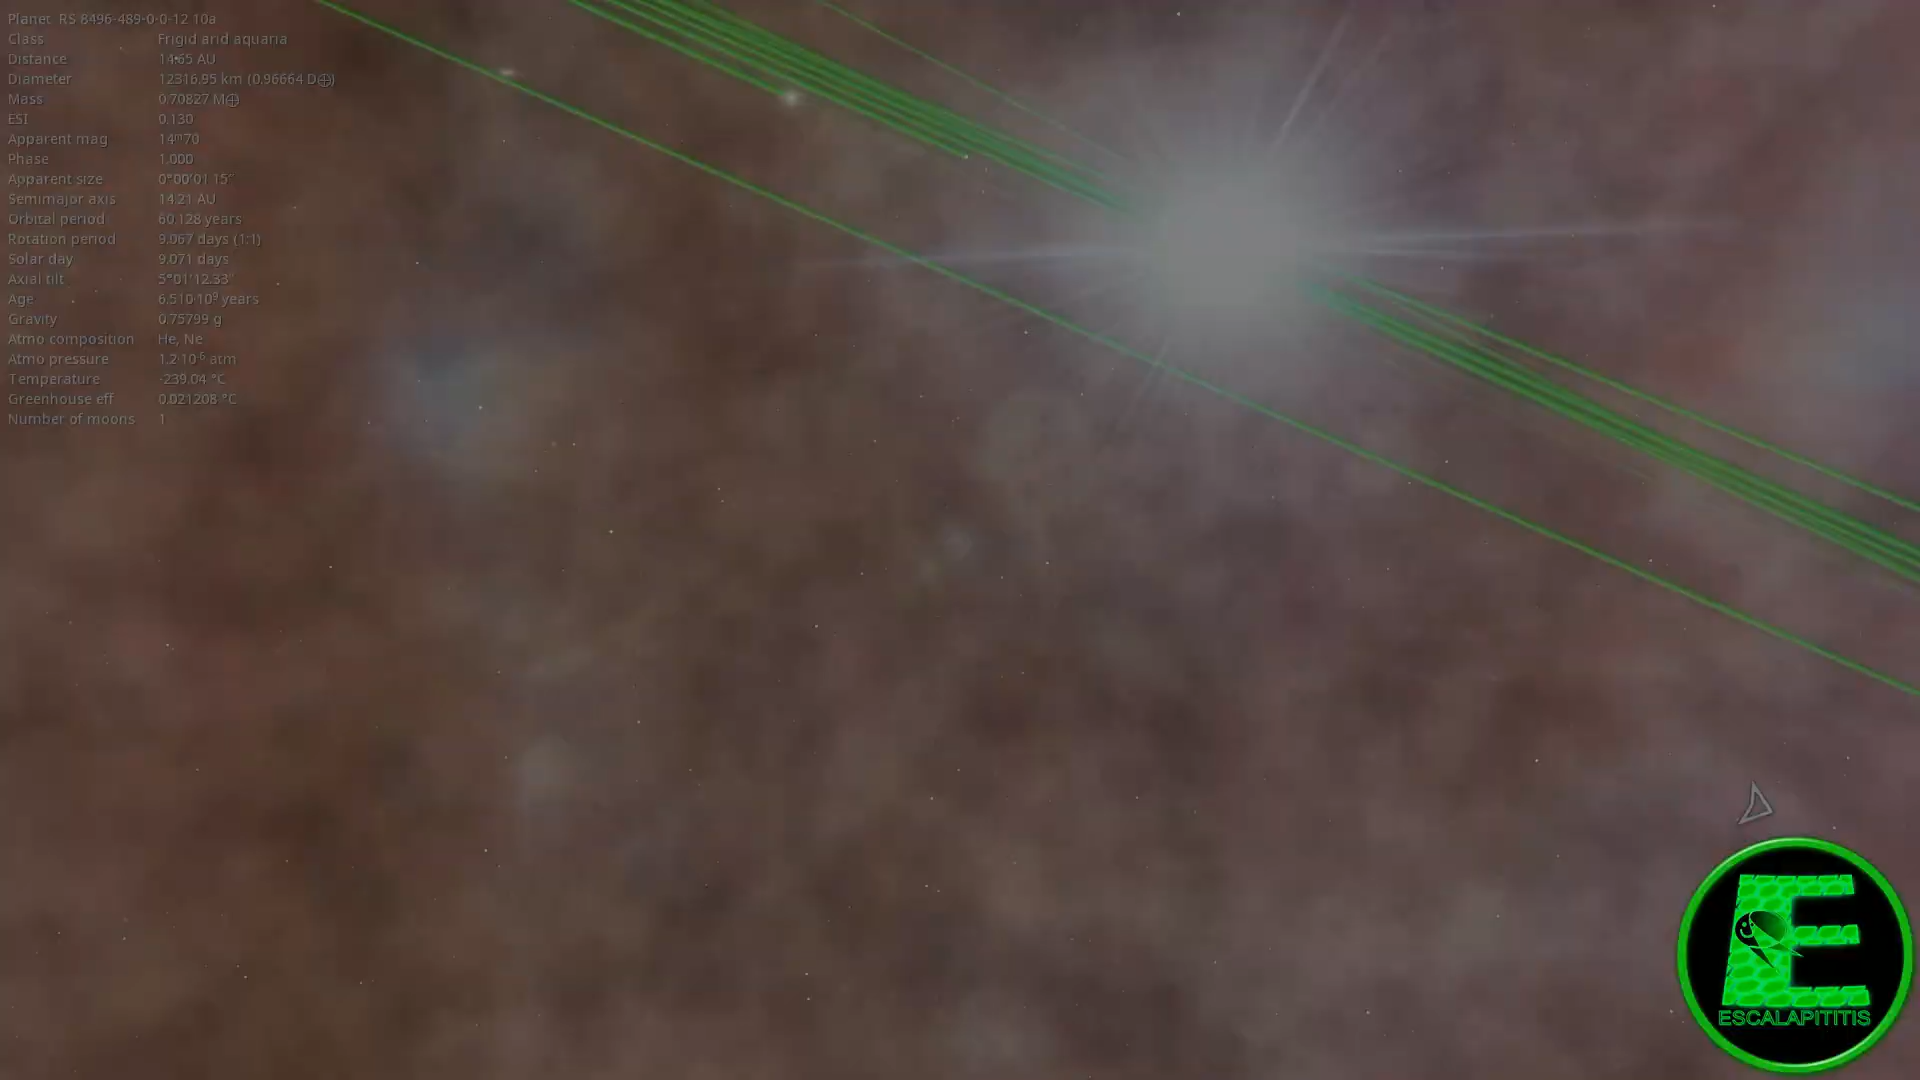 Planet RS 8496-489-0-0-12 10a
Class Frigid arid aquaria
Distance 14.65 AU
Diameter 12316.95 km (0.96664 D⊕)
Mass 0.70827 M⊕
ESI 0.130
Apparent mag 14ᵐ70
Phase 1.000
Apparent size 0°00'01.15"
Semimajor axis 14.21 AU
Orbital period 60.128 years
Rotation period 9.067 days (1:1)
Solar day 9.071 days
Axial tilt 5°01'12.33"
Age 6.510·10⁹ years
Gravity 0.75799 g
Atmo composition He, Ne
Atmo pressure 1.2·10⁻⁶ atm
Temperature -239.04 °C
Greenhouse eff 0.021208 °C
Number of moons 1
E
ESCALAPITITIS